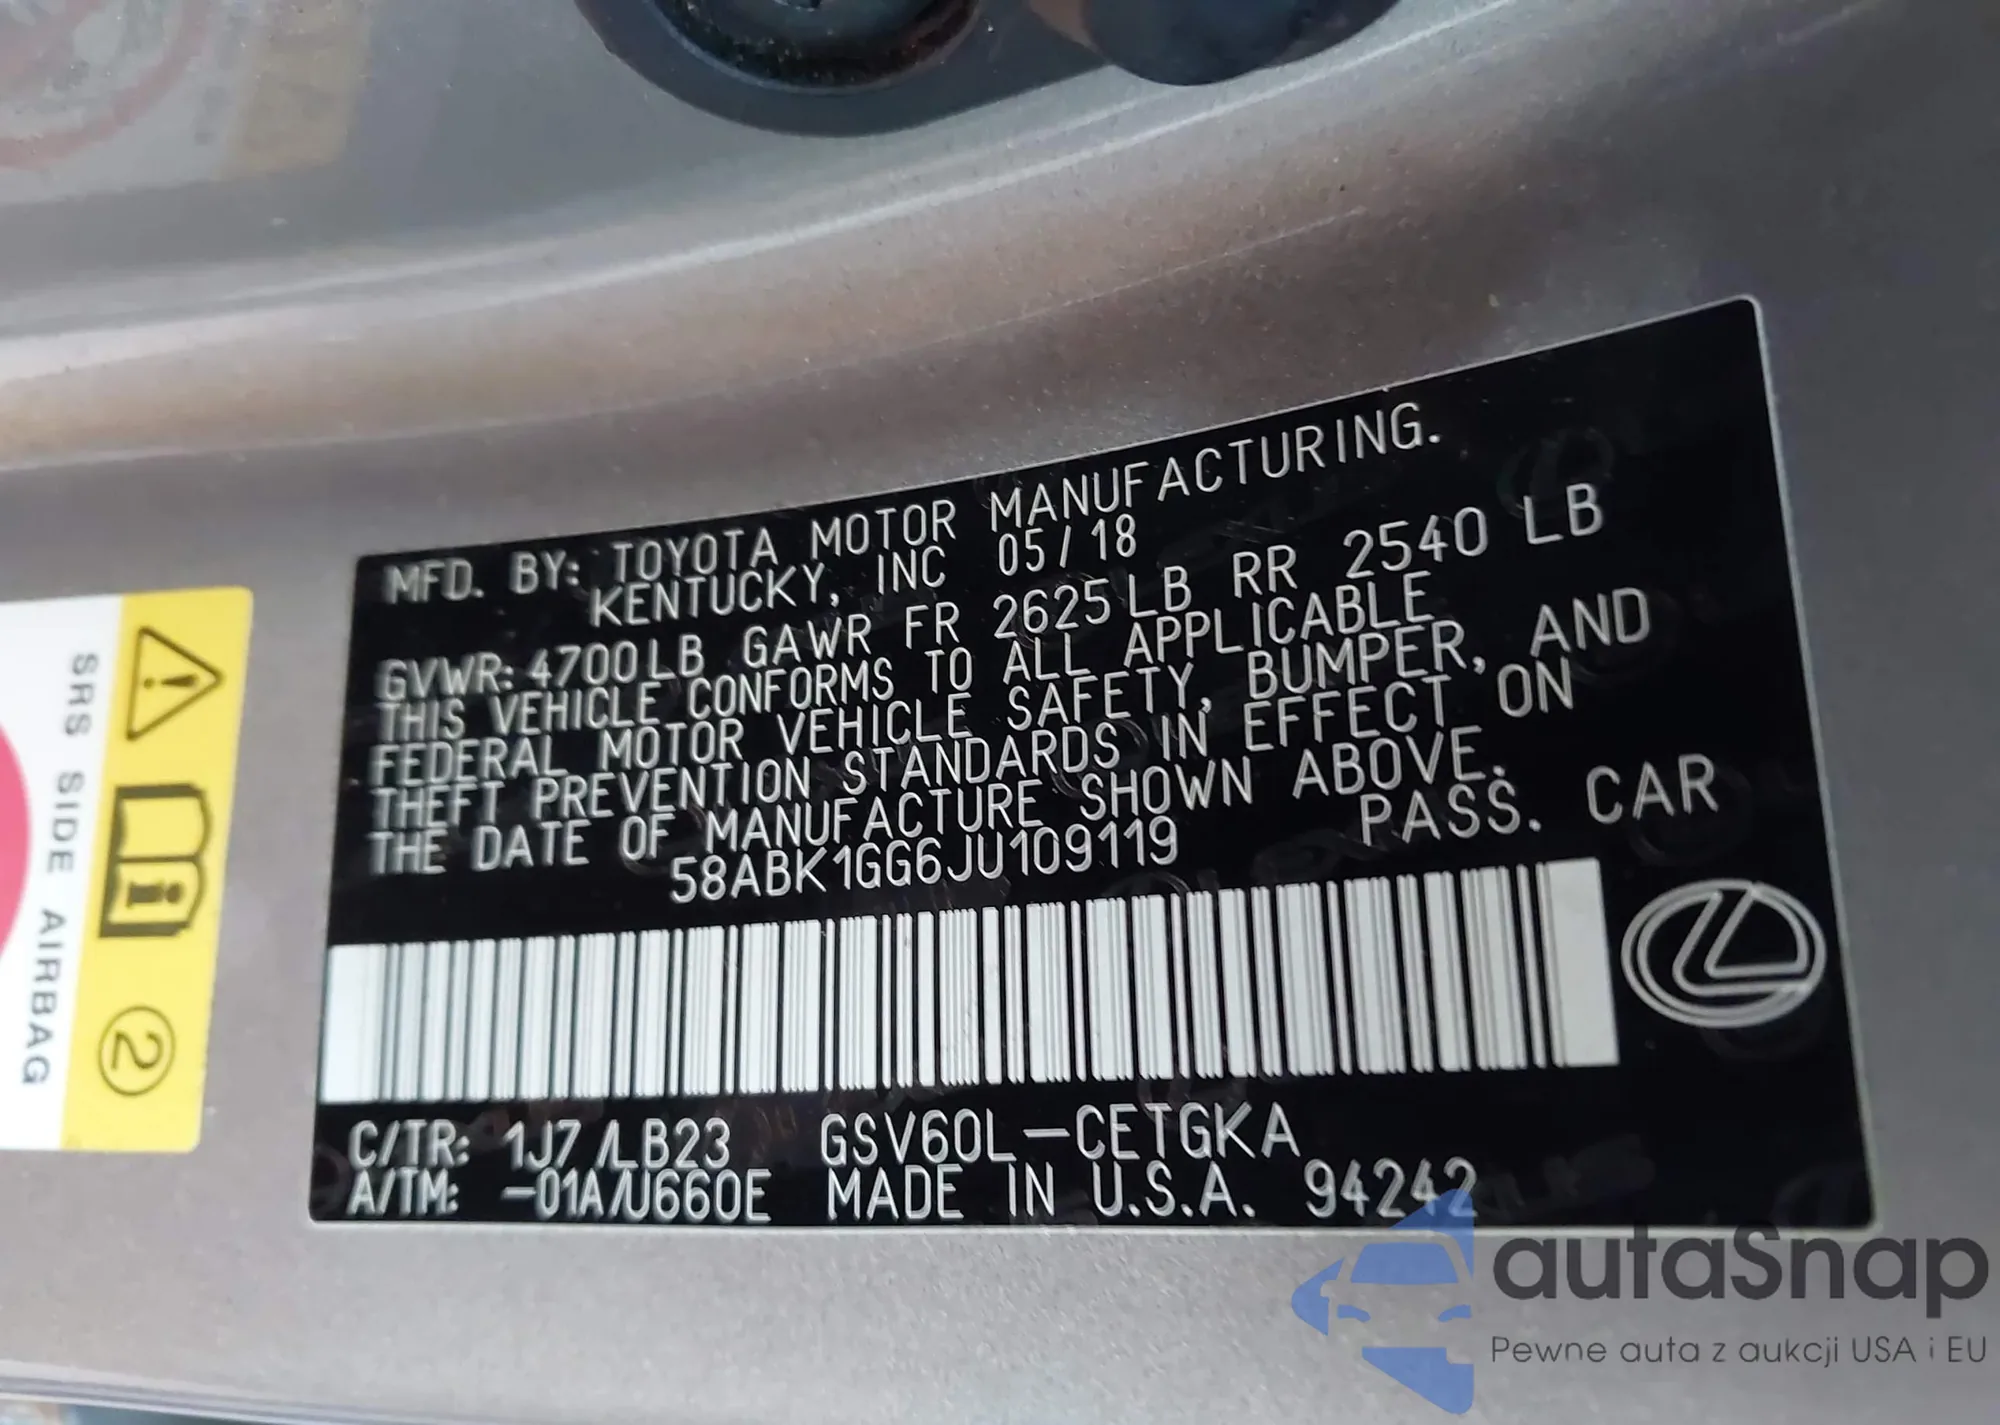 MFD. BY: TOYOTA MOTOR MANUFACTURING.
KENTUCKY, INC 05/18
GVWR: 4700LB GAWR FR 2625LB RR 2540 LB
THIS VEHICLE CONFORMS TO ALL APPLICABLE
FEDERAL MOTOR VEHICLE SAFETY, BUMPER, AND
THEFT PREVENTION STANDARDS IN EFFECT ON
THE DATE OF MANUFACTURE SHOWN ABOVE.
58ABK1GG6JU109119 PASS. CAR
C/TR: 1J7 /LB23 GSV60L-CETGKA
A/TM: -01A/U660E MADE IN U.S.A. 94242
SRS SIDE AIRBAG
2
autaSnap
Pewne auta z aukcji USA i EU